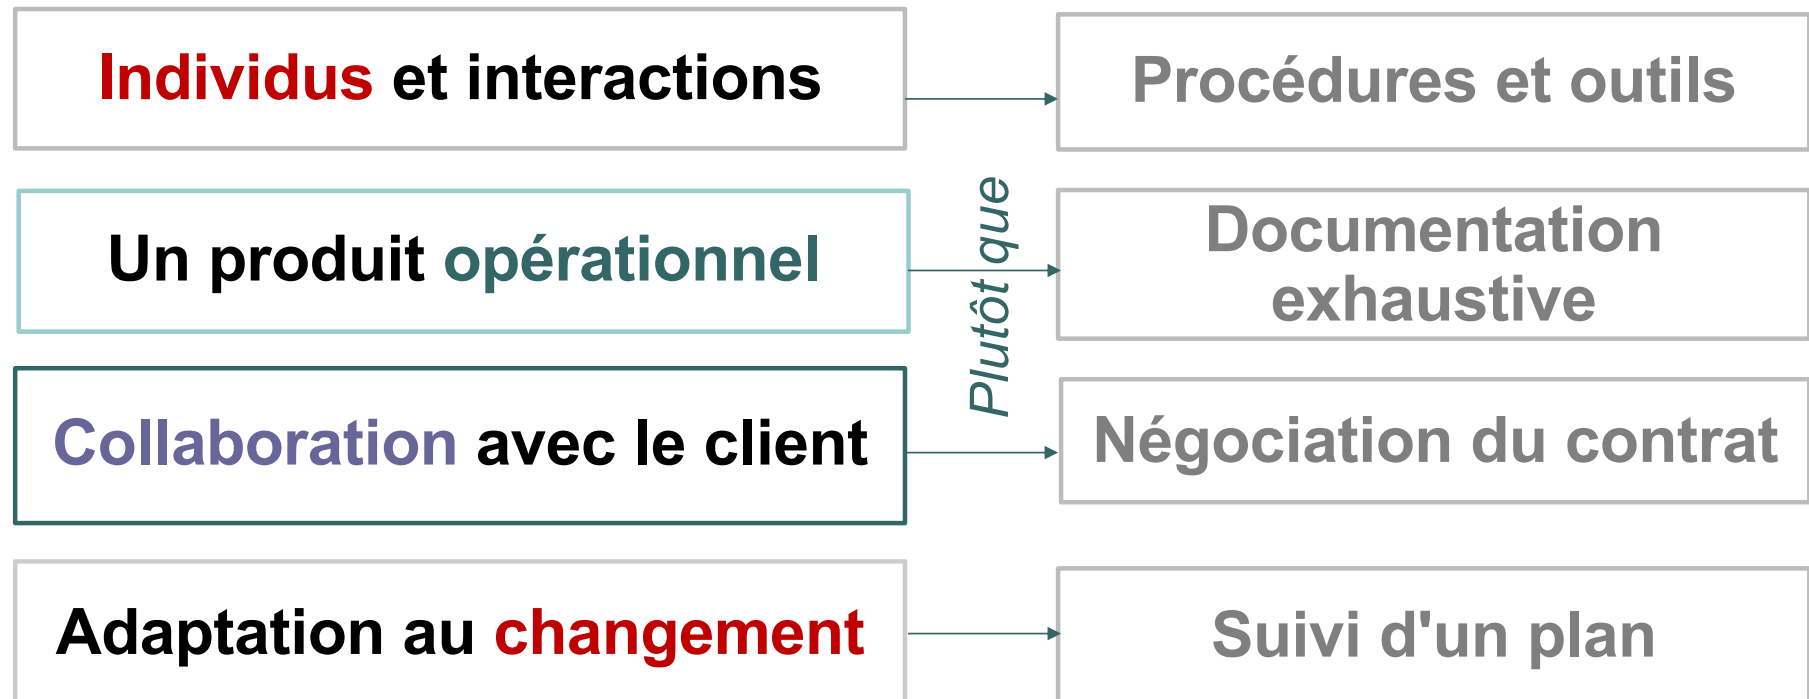 Individus et interactions
Procédures et outils
Un produit opérationnel
Plutôt que
Documentation
exhaustive
Collaboration avec le client
Négociation du contrat
Adaptation au changement
Suivi d'un plan